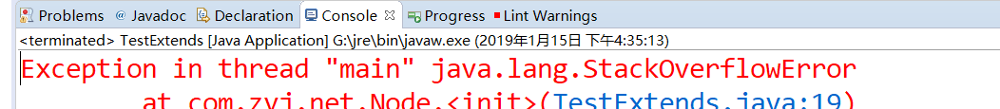 Problems @ Javadoc Declaration Console Progress Lint Warnings
<terminated> TestExtends [Java Application] G:\jre\bin\javaw.exe (2019年1月15日 下午4:35:13)
Exception in thread "main" java.lang.StackOverflowError
at com.zyj.net.Node.<init>(TestExtends.java:19)